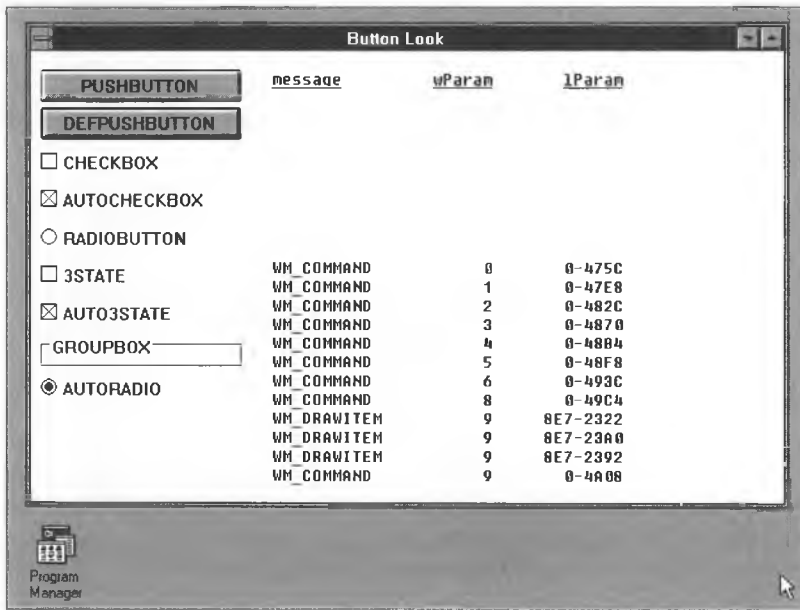 Button Look
PUSHBUTTON
DEFPUSHBUTTON
CHECKBOX
AUTOCHECKBOX
RADIOBUTTON
3STATE
AUTO3STATE
GROUPBOX
AUTORADIO
message wParam lParam
WM_COMMAND 0 0-475C
WM_COMMAND 1 0-47E8
WM_COMMAND 2 0-482C
WM_COMMAND 3 0-4870
WM_COMMAND 4 0-48B4
WM_COMMAND 5 0-48F8
WM_COMMAND 6 0-493C
WM_COMMAND 8 0-49C4
WM_DRAWITEM 9 8E7-2322
WM_DRAWITEM 9 8E7-23A0
WM_DRAWITEM 9 8E7-2392
WM_COMMAND 9 0-4A08
Program
Manager